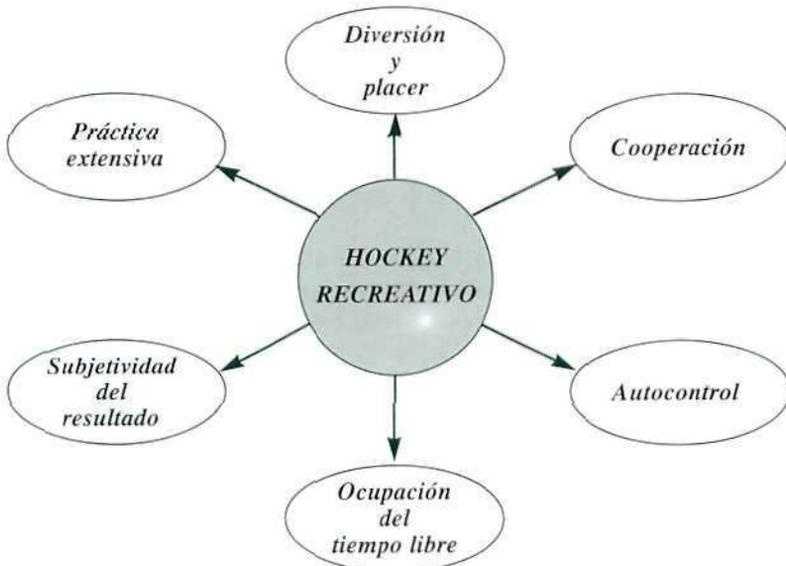 Diversión
y
placer
Práctica
extensiva
Cooperación
HOCKEY
RECREATIVO
Subjetividad
del
resultado
Autocontrol
Ocupación
del
tiempo libre